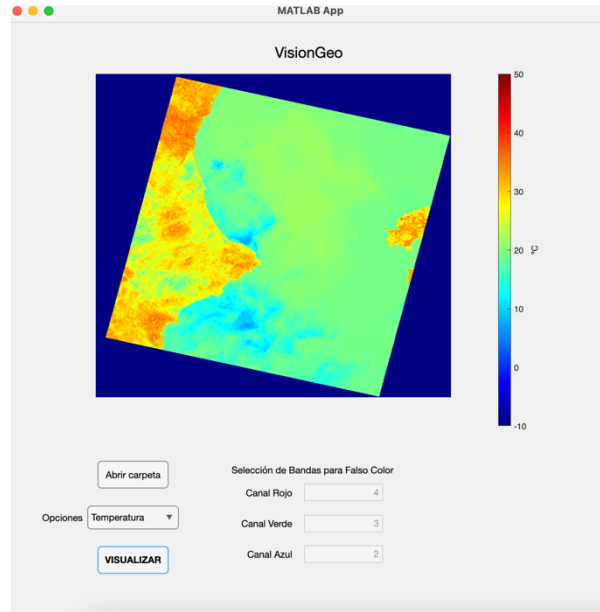 MATLAB App
VisionGeo
50
40
30
20
10
0
-10
°C
Abrir carpeta
Selección de Bandas para Falso Color
Canal Rojo 4
Opciones Temperatura
Canal Verde 3
VISUALIZAR
Canal Azul 2